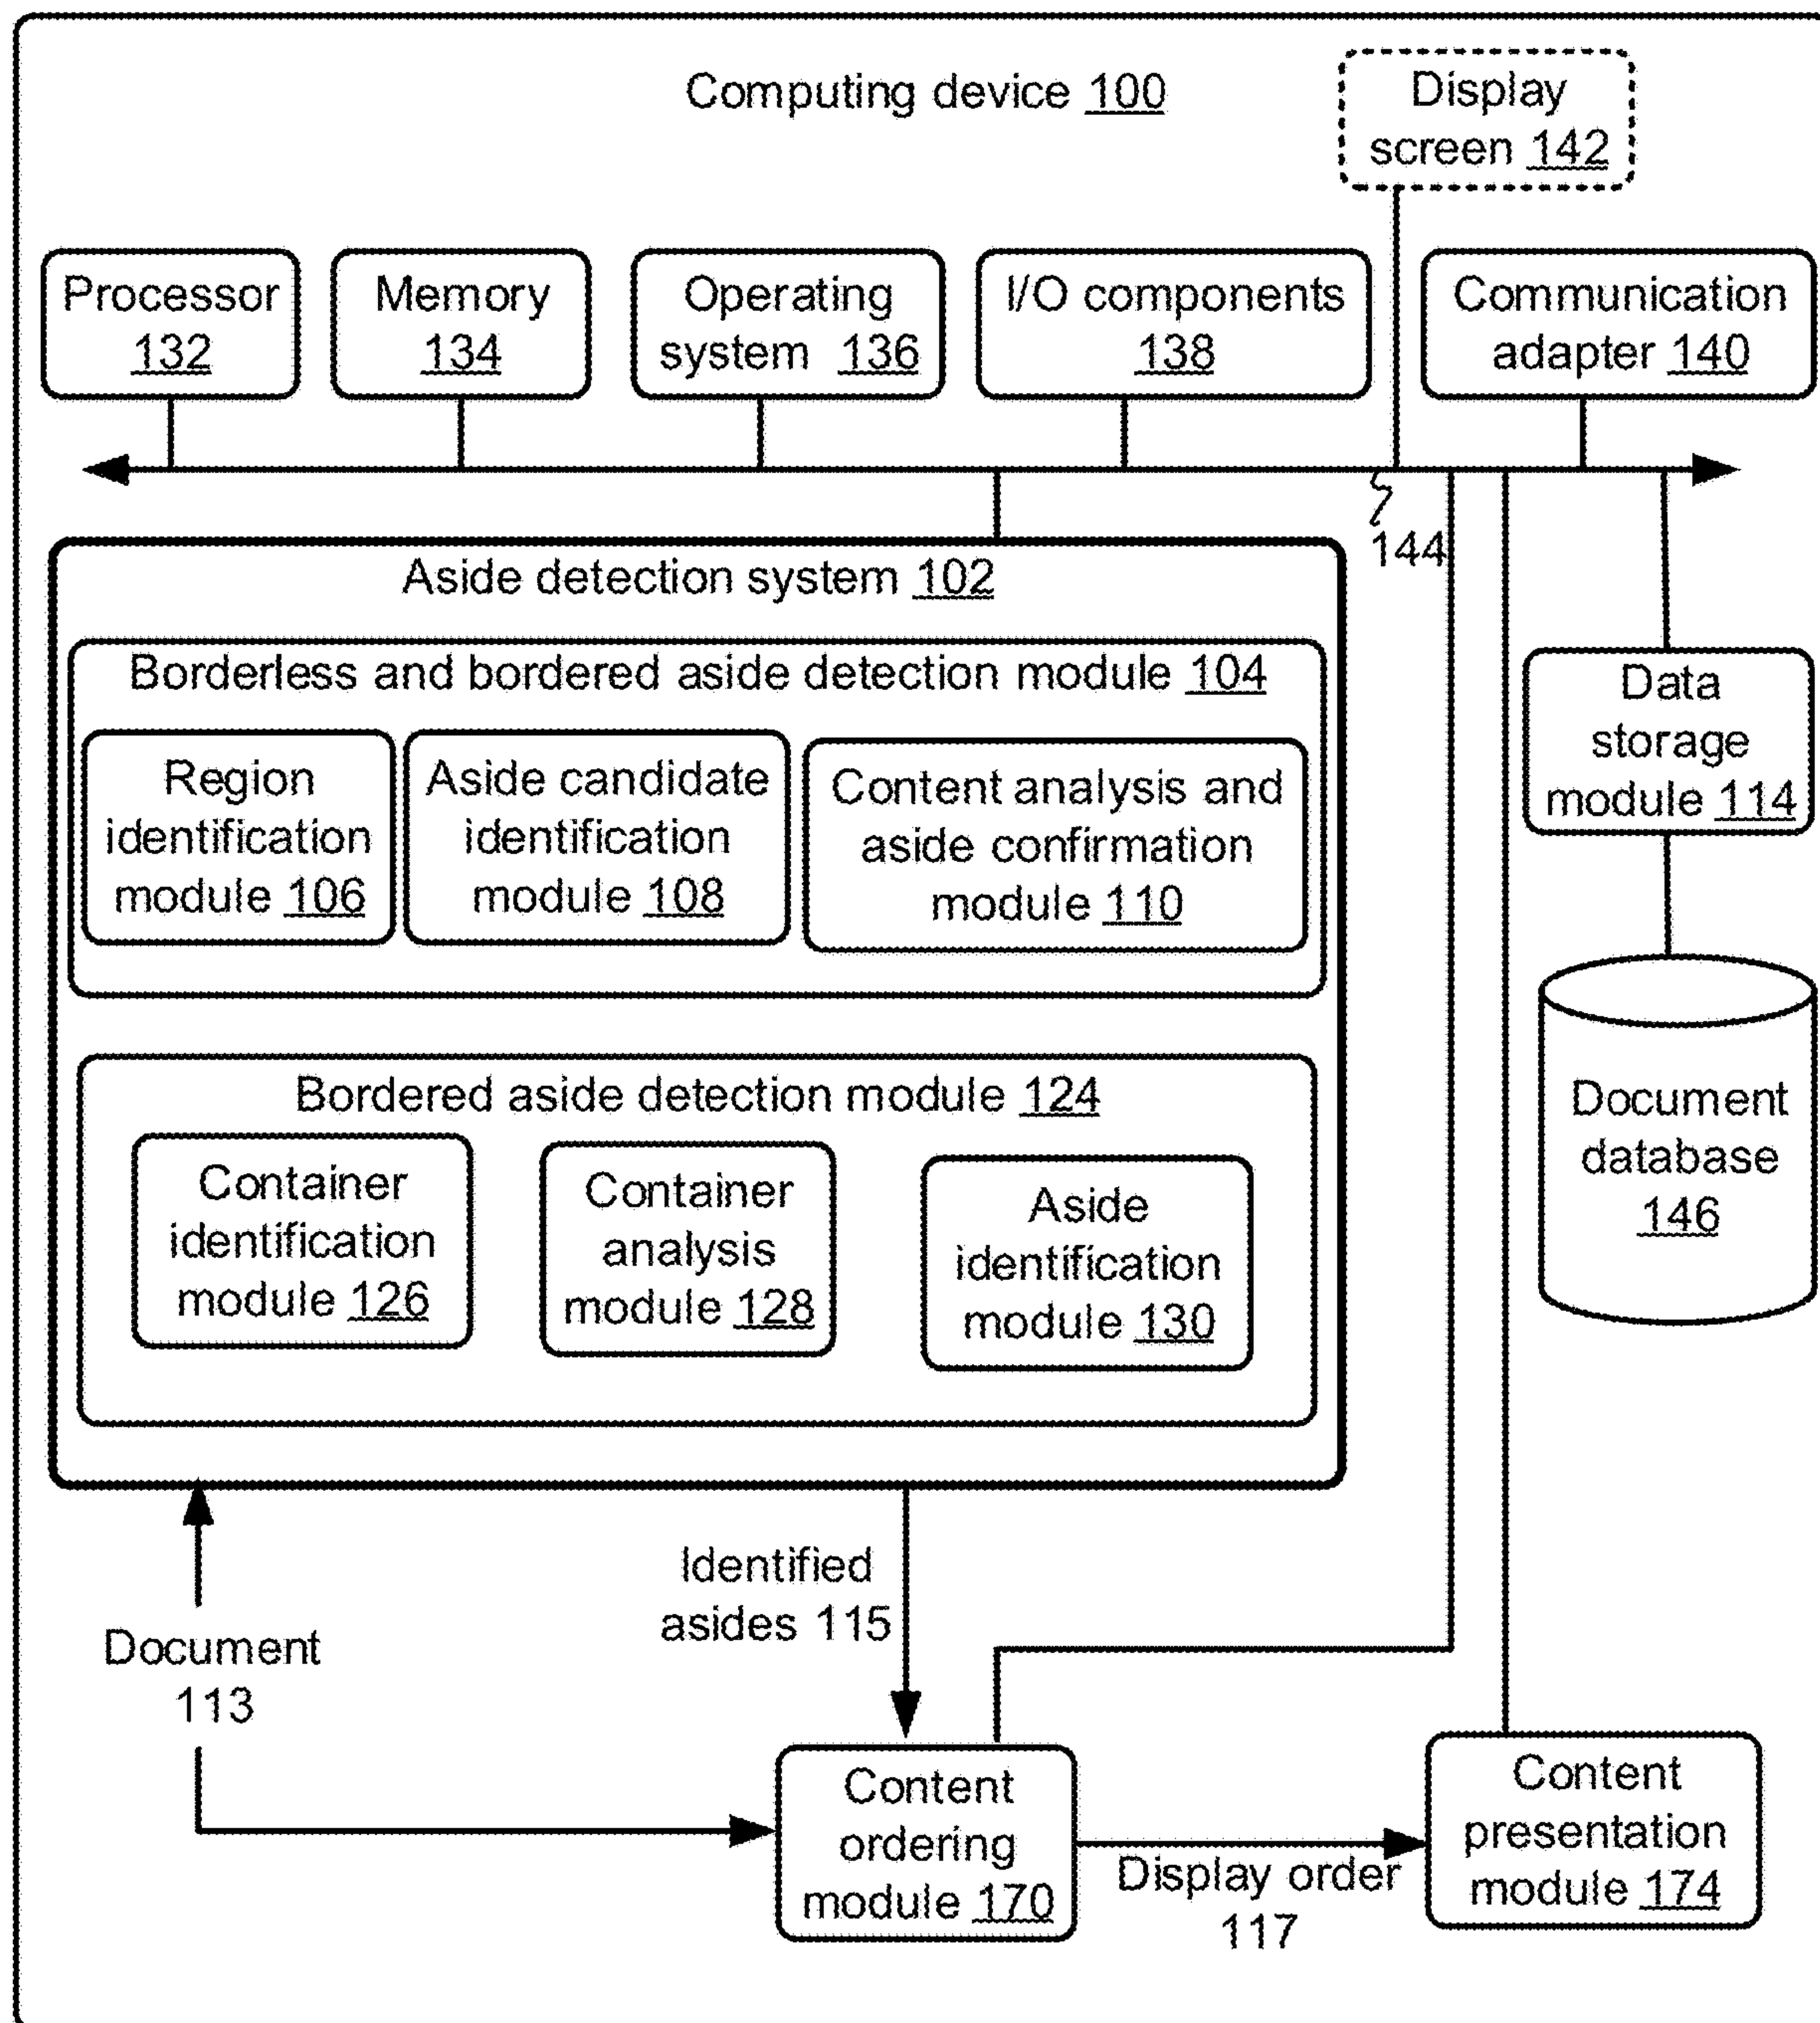 Computing device 100
Display
screen 142
Processor
132
Memory
134
Operating
system 136
I/O components
138
Communication
adapter 140
144
Aside detection system 102
Borderless and bordered aside detection module 104
Region
identification
module 106
Aside candidate
identification
module 108
Content analysis and
aside confirmation
module 110
Data
storage
module 114
Bordered aside detection module 124
Container
identification
module 126
Container
analysis
module 128
Aside
identification
module 130
Document
database
146
Identified
asides 115
Document
113
Content
ordering
module 170
Display order
117
Content
presentation
module 174